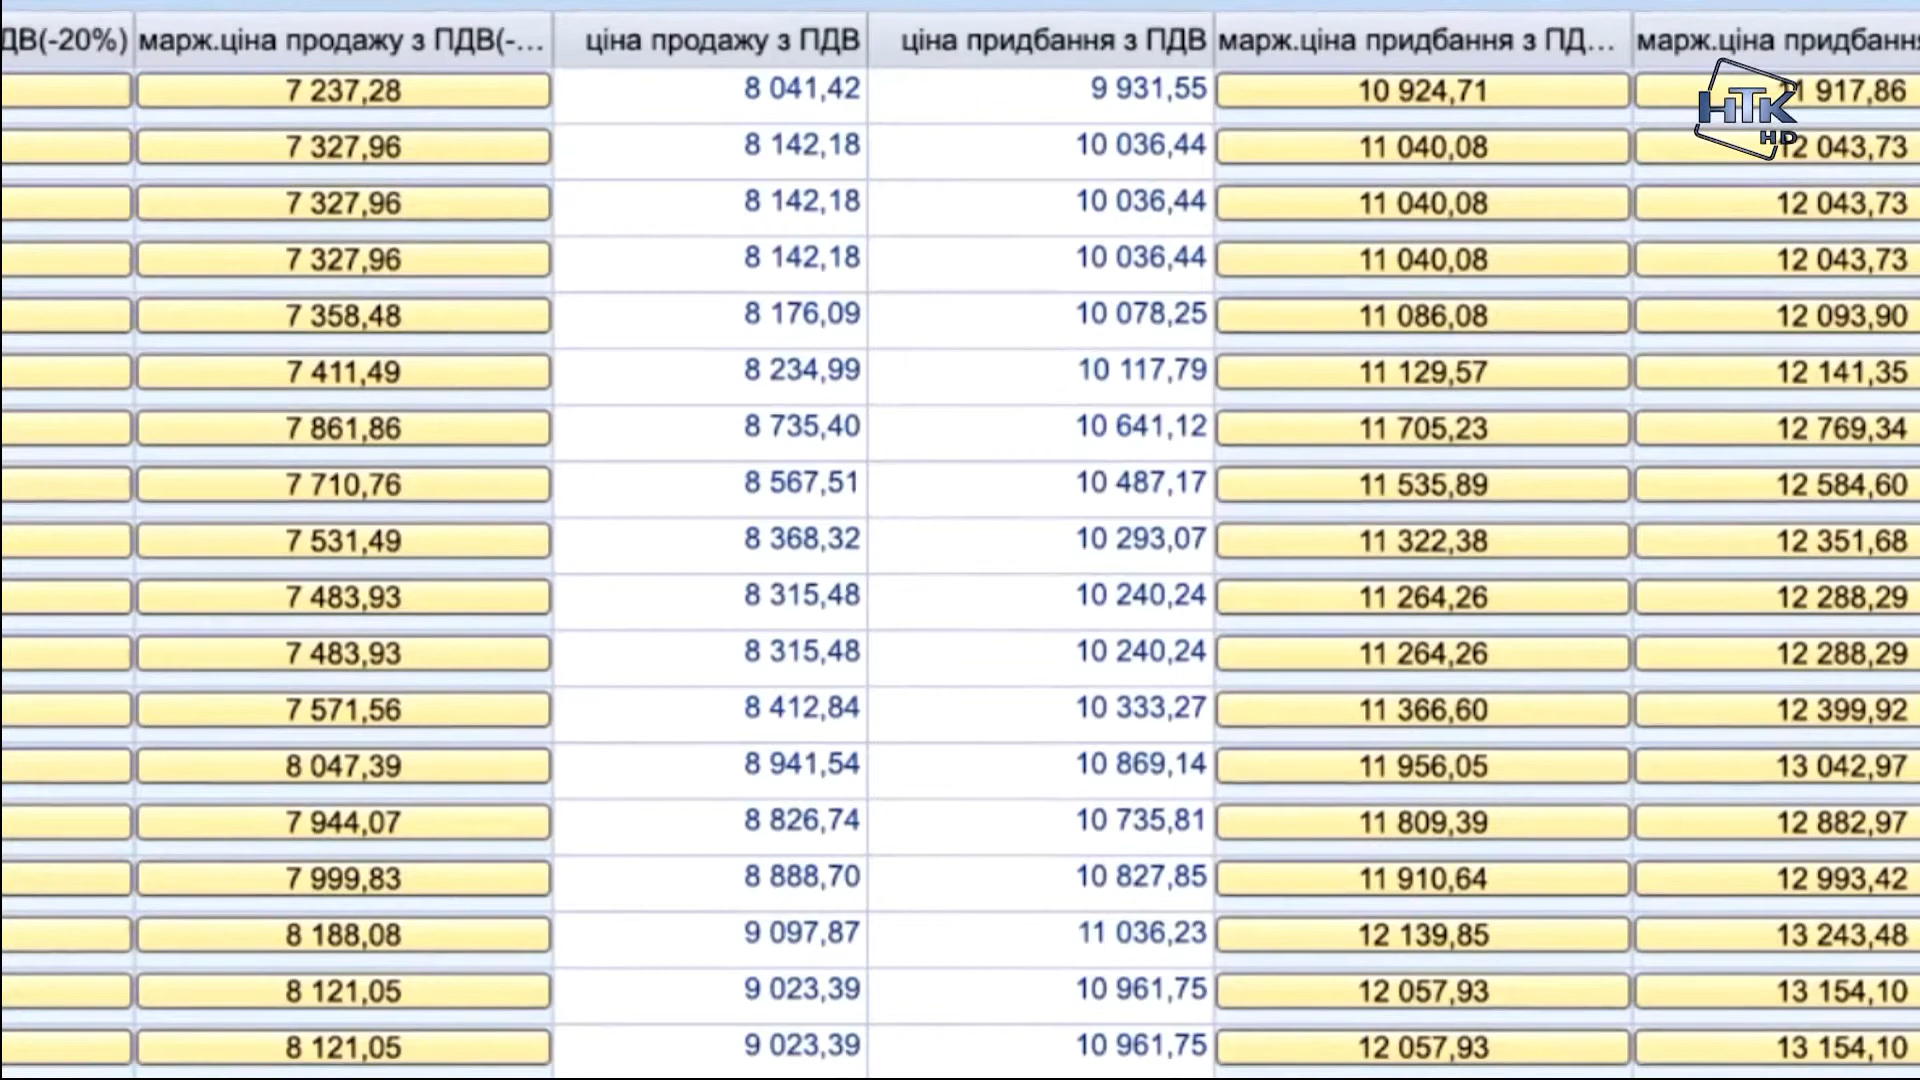 ДВ(-20%) марж.ціна продажу з ПДВ(-... ціна продажу з ПДВ ціна придбання з ПДВ марж.ціна придбання з ПД... марж.ціна придбання
7 237,28 8 041,42 9 931,55 10 924,71 11 917,86
7 327,96 8 142,18 10 036,44 11 040,08 12 043,73
7 327,96 8 142,18 10 036,44 11 040,08 12 043,73
7 327,96 8 142,18 10 036,44 11 040,08 12 043,73
7 358,48 8 176,09 10 078,25 11 086,08 12 093,90
7 411,49 8 234,99 10 117,79 11 129,57 12 141,35
7 861,86 8 735,40 10 641,12 11 705,23 12 769,34
7 710,76 8 567,51 10 487,17 11 535,89 12 584,60
7 531,49 8 368,32 10 293,07 11 322,38 12 351,68
7 483,93 8 315,48 10 240,24 11 264,26 12 288,29
7 483,93 8 315,48 10 240,24 11 264,26 12 288,29
7 571,56 8 412,84 10 333,27 11 366,60 12 399,92
8 047,39 8 941,54 10 869,14 11 956,05 13 042,97
7 944,07 8 826,74 10 735,81 11 809,39 12 882,97
7 999,83 8 888,70 10 827,85 11 910,64 12 993,42
8 188,08 9 097,87 11 036,23 12 139,85 13 243,48
8 121,05 9 023,39 10 961,75 12 057,93 13 154,10
8 121,05 9 023,39 10 961,75 12 057,93 13 154,10
НТК
HD